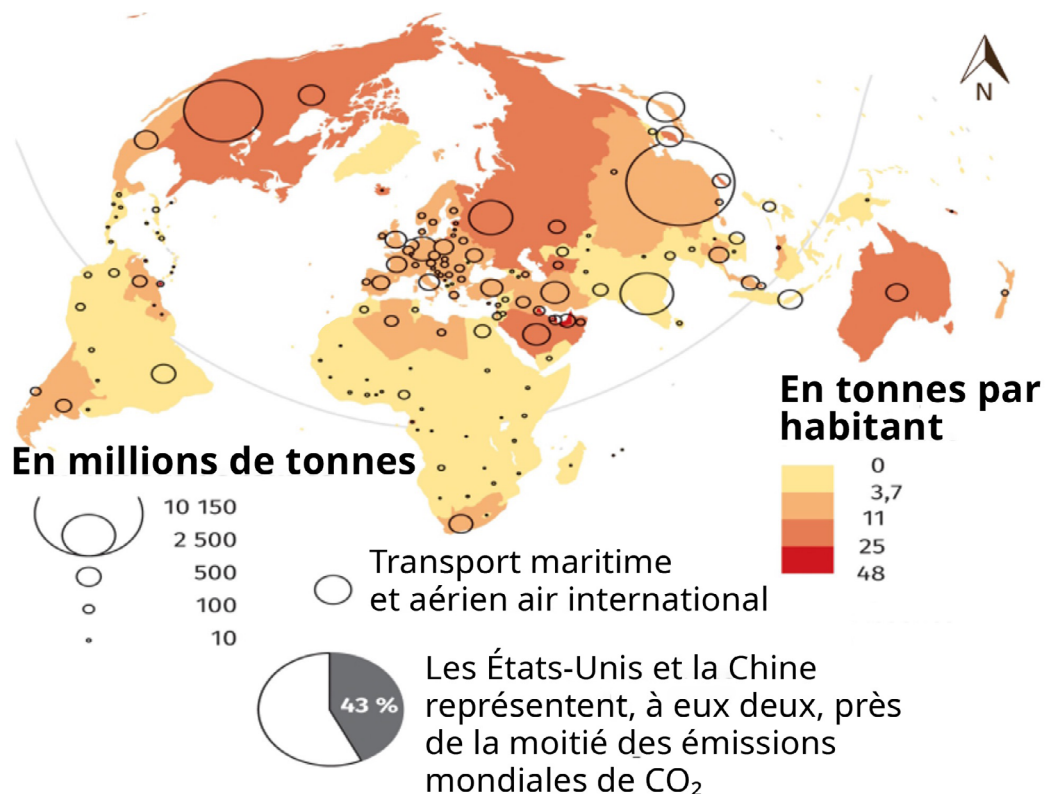 N
En tonnes par
habitant
0
3,7
11
25
48
En millions de tonnes
10 150
2 500
500
100
10
Transport maritime
et aérien air international
43 %
Les États-Unis et la Chine
représentent, à eux deux, près
de la moitié des émissions
mondiales de CO₂